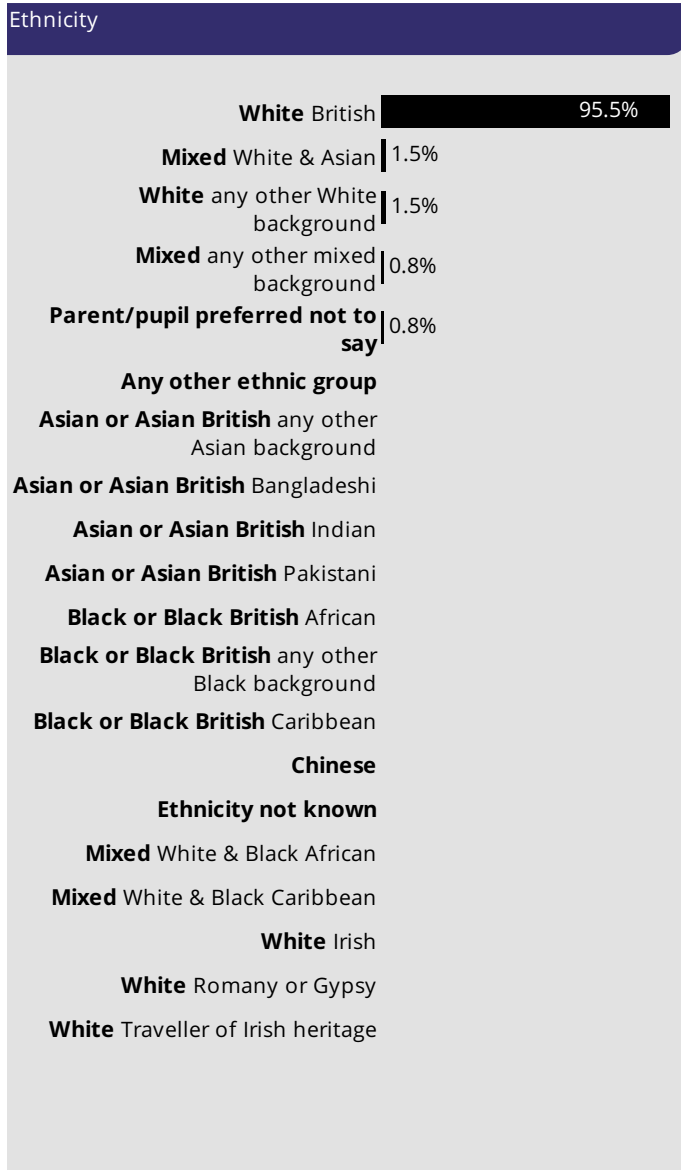 Ethnicity
White British 95.5%
Mixed White & Asian 1.5%
White any other White
background 1.5%
Mixed any other mixed
background 0.8%
Parent/pupil preferred not to
say 0.8%
Any other ethnic group
Asian or Asian British any other
Asian background
Asian or Asian British Bangladeshi
Asian or Asian British Indian
Asian or Asian British Pakistani
Black or Black British African
Black or Black British any other
Black background
Black or Black British Caribbean
Chinese
Ethnicity not known
Mixed White & Black African
Mixed White & Black Caribbean
White Irish
White Romany or Gypsy
White Traveller of Irish heritage